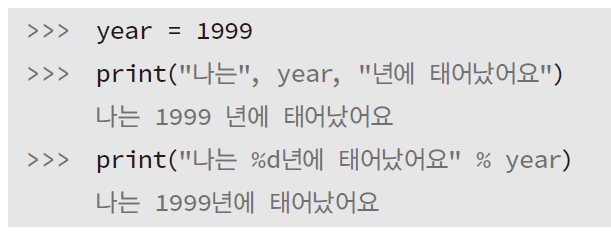 >>> year = 1999
>>> print("나는", year, "년에 태어났어요")
나는 1999 년에 태어났어요
>>> print("나는 %d년에 태어났어요" % year)
나는 1999년에 태어났어요